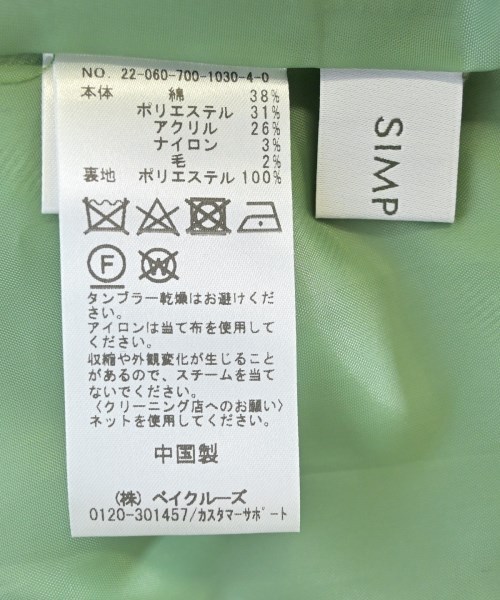 NO. 22-060-700-1030-4-0
本体 綿 38%
ポリエステル 31%
アクリル 26%
ナイロン 3%
毛 2%
裏地 ポリエステル 100%
F W
タンブラー乾燥はお避けくだ
さい。
アイロンは当て布を使用して
ください。
収縮や外観変化が生じること
があるので、スチームを当て
ないでください。
〈クリーニング店へのお願い〉
ネットを使用してください。
中国製
(株) ベイクルーズ
0120-301457/カスタマーサポート
SIMP